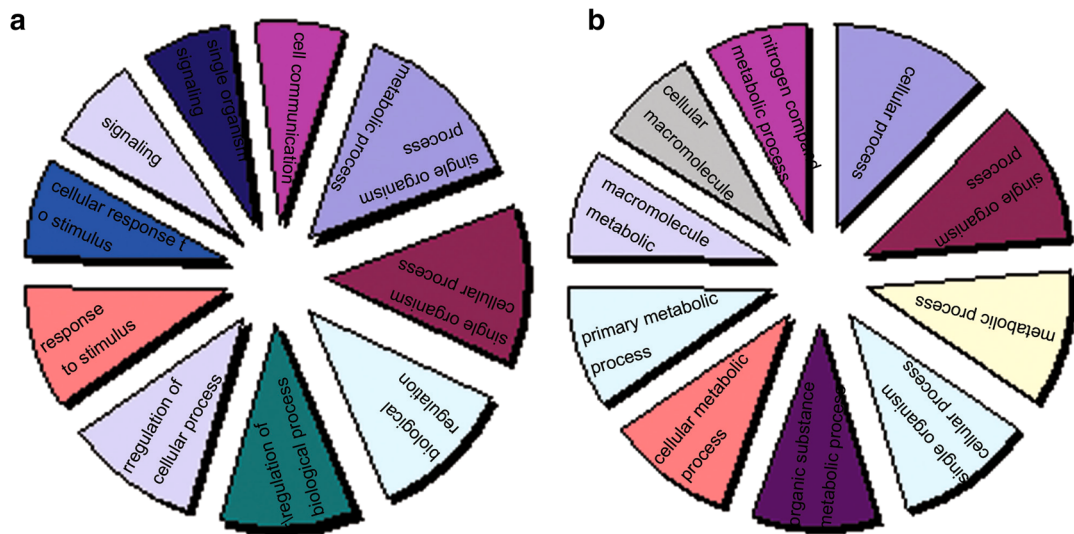 a
cell communication
single organism
process
metabolic process
single organism
cellular process
biological
regulation
\regulation of
biological process
rregulation of
cellular process
response
to stimulus
cellular response t
o stimulus
signaling
single organism
signaling
b
cellular process
single organism
process
metabolic process
single organism
cellular process
organic substance
metabolic process
cellular metabolic
process
primary metabolic
process
macromolecule
metabolic
cellular
macromolecule
nitrogen compand
metabolic process